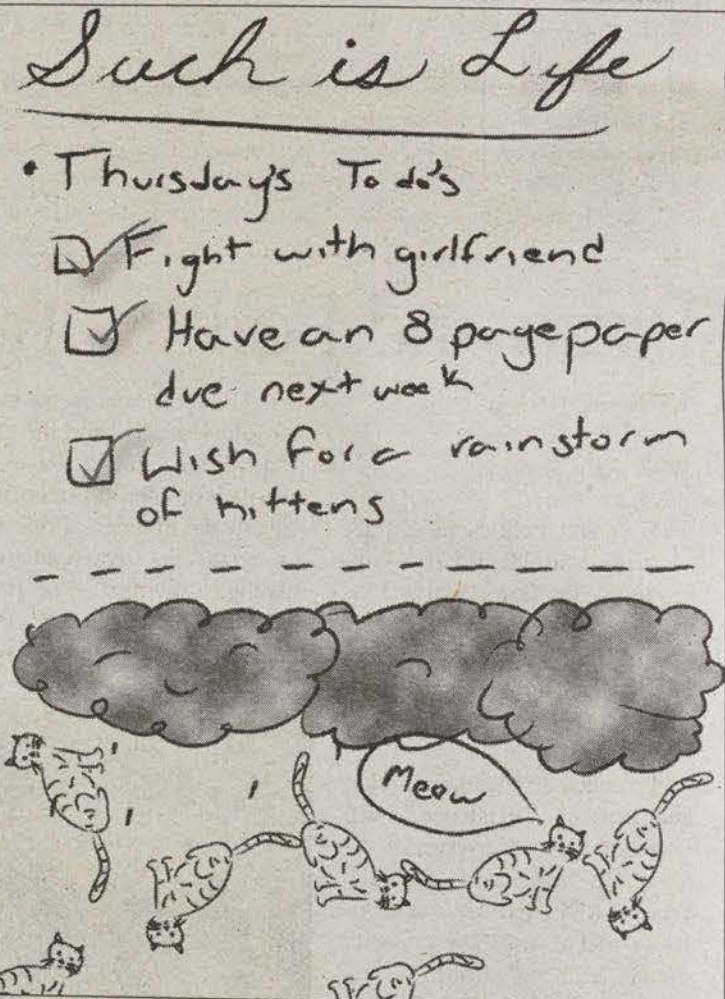 Such is Life
• Thursday's To do's
Fight with girlfriend
Have an 8 page paper
due next week
Wish for a rainstorm
of kittens
Meow